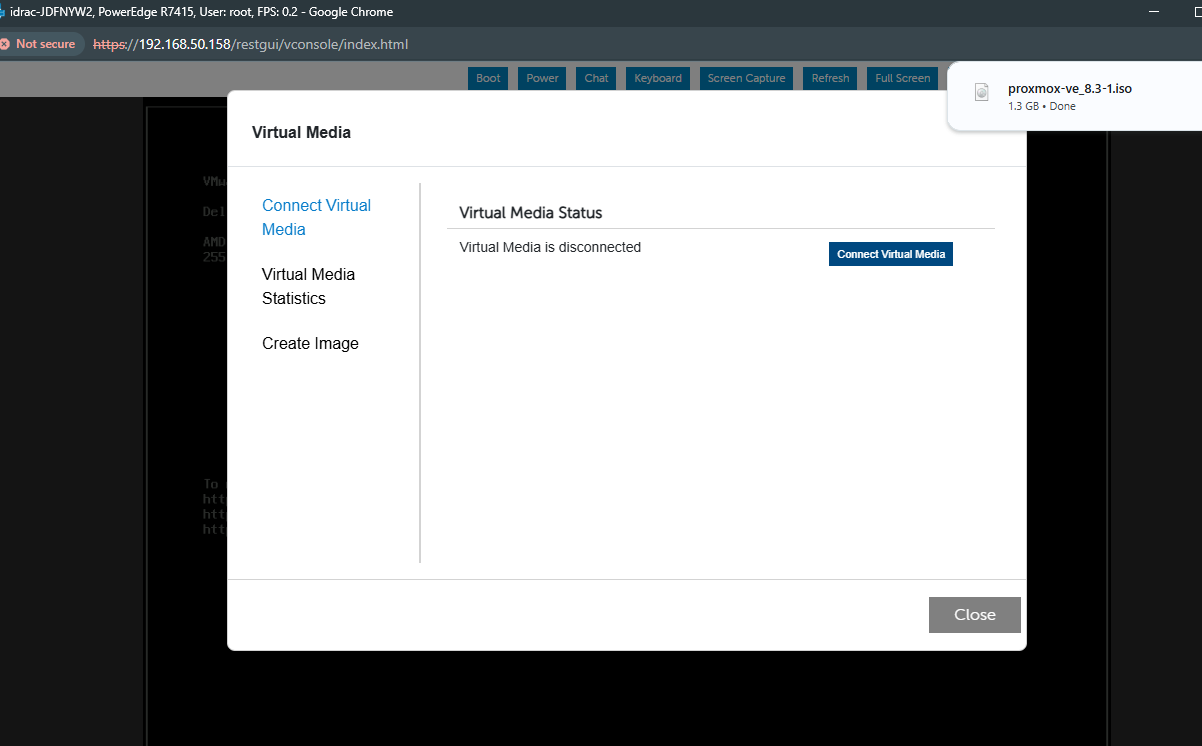 idrac-JDFNYW2, PowerEdge R7415, User: root, FPS: 0.2 - Google Chrome
Not secure https://192.168.50.158/restgui/vconsole/index.html
Boot Power Chat Keyboard Screen Capture Refresh Full Screen
proxmox-ve_8.3-1.iso
1.3 GB • Done
Virtual Media
Connect Virtual
Media
Virtual Media
Statistics
Create Image
Virtual Media Status
Virtual Media is disconnected
Connect Virtual Media
Close
VMw
Del
AMD
255
To
http
http
http